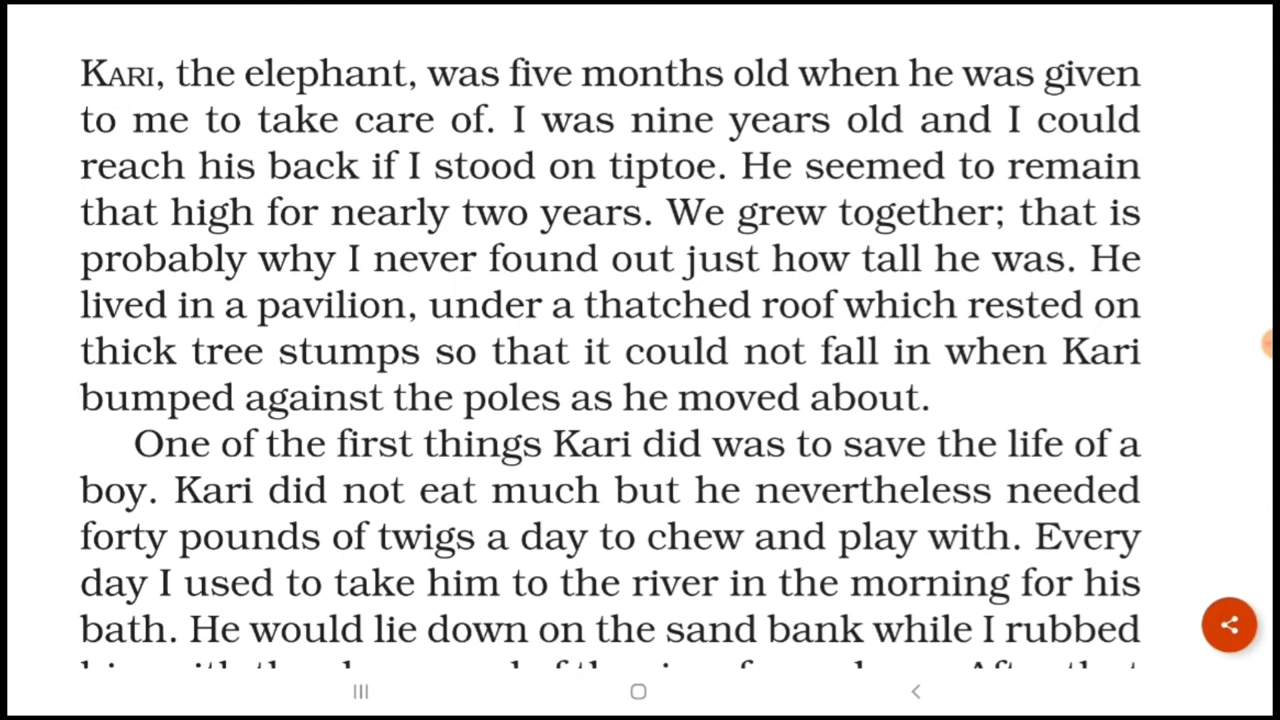 KARI, the elephant, was five months old when he was given
to me to take care of. I was nine years old and I could
reach his back if I stood on tiptoe. He seemed to remain
that high for nearly two years. We grew together; that is
probably why I never found out just how tall he was. He
lived in a pavilion, under a thatched roof which rested on
thick tree stumps so that it could not fall in when Kari
bumped against the poles as he moved about.
One of the first things Kari did was to save the life of a
boy. Kari did not eat much but he nevertheless needed
forty pounds of twigs a day to chew and play with. Every
day I used to take him to the river in the morning for his
bath. He would lie down on the sand bank while I rubbed